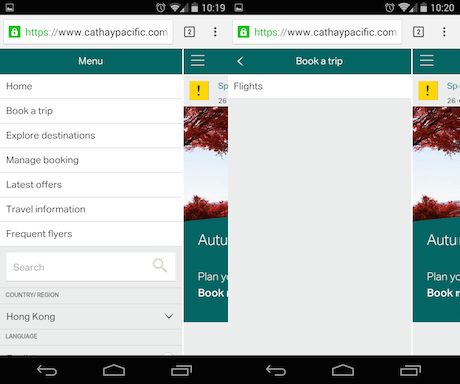 10:19
https://www.cathaypacific.com
2
Menu
Home
Book a trip
Explore destinations
Manage booking
Latest offers
Travel information
Frequent flyers
Search
COUNTRY/REGION
Hong Kong
LANGUAGE
!
Sp
26
Autu
Plan yo
Book
10:20
https://www.cathaypacific.com
2
Book a trip
Flights
!
Sp
26
Autu
Plan yo
Book